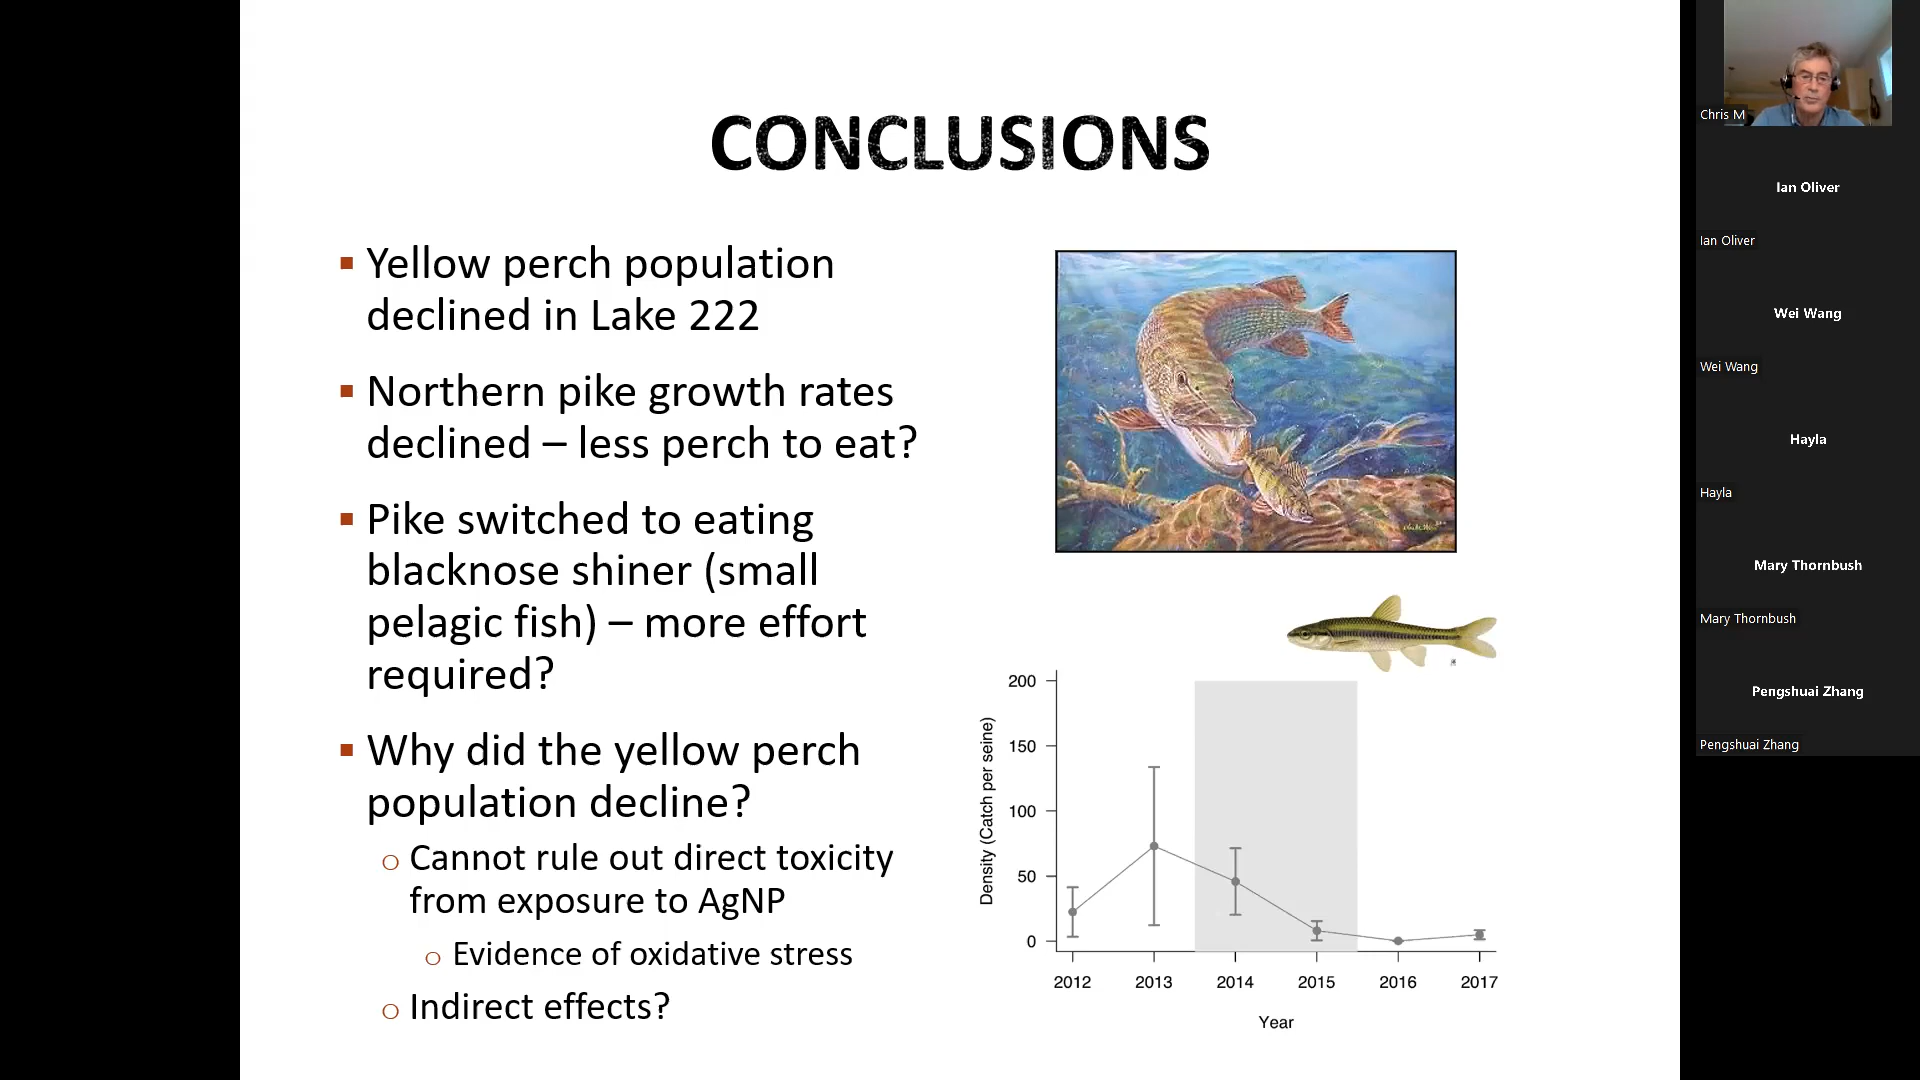 CONCLUSIONS
Yellow perch population
declined in Lake 222
Northern pike growth rates
declined – less perch to eat?
Pike switched to eating
blacknose shiner (small
pelagic fish) – more effort
required?
Why did the yellow perch
population decline?
Cannot rule out direct toxicity
from exposure to AgNP
Evidence of oxidative stress
Indirect effects?
Density (Catch per seine)
200
150
100
50
0
2012 2013 2014 2015 2016 2017
Year
Chris M
Ian Oliver
Ian Oliver
Wei Wang
Wei Wang
Hayla
Hayla
Mary Thornbush
Mary Thornbush
Pengshuai Zhang
Pengshuai Zhang